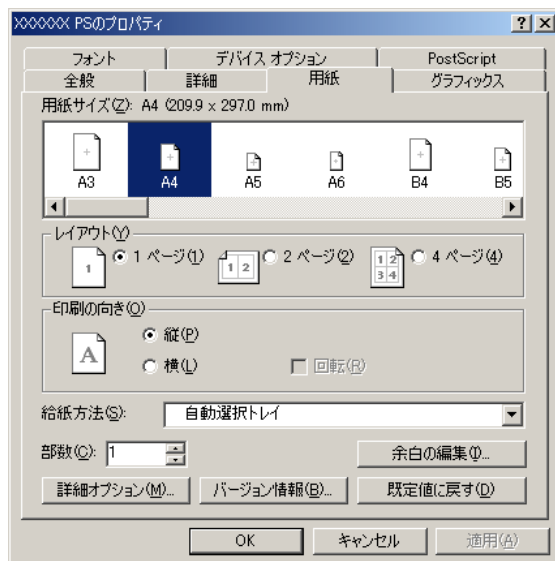 XXXXXX PSのプロパティ
フォント デバイス オプション PostScript
全般 詳細 用紙 グラフィックス
用紙サイズ(Z): A4 (209.9 x 297.0 mm)
A3 A4 A5 A6 B4 B5
レイアウト(Y)
1 1 ページ(1) 1 2 2 ページ(2) 1 2 3 4 4 ページ(4)
印刷の向き(O)
A 縦(P)
横(L) 回転(R)
給紙方法(S): 自動選択トレイ
部数(C): 1 余白の編集(I)...
詳細オプション(M)... バージョン情報(B)... 既定値に戻す(D)
OK キャンセル 適用(A)